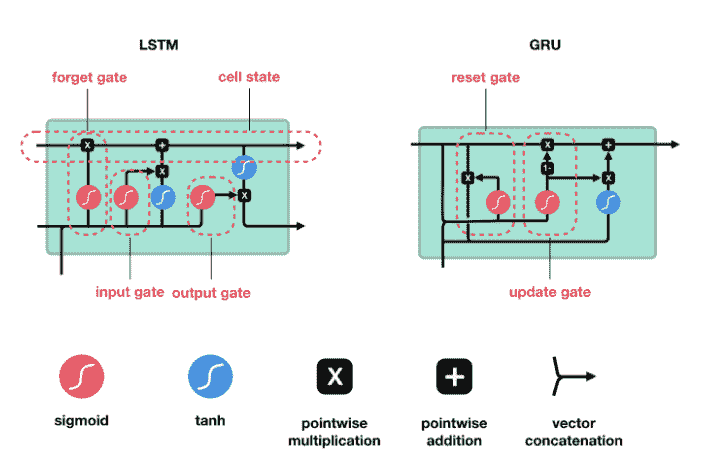 LSTM
GRU
forget gate
cell state
reset gate
x
+
x
x
x
+
x
1-
x
input gate
output gate
update gate
X
+
sigmoid
tanh
pointwise
multiplication
pointwise
addition
vector
concatenation